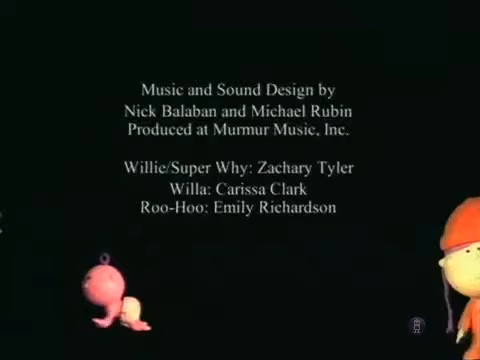 Music and Sound Design by
Nick Balaban and Michael Rubin
Produced at Murmur Music, Inc.
Willie/Super Why: Zachary Tyler
Willa: Carissa Clark
Roo-Hoo: Emily Richardson